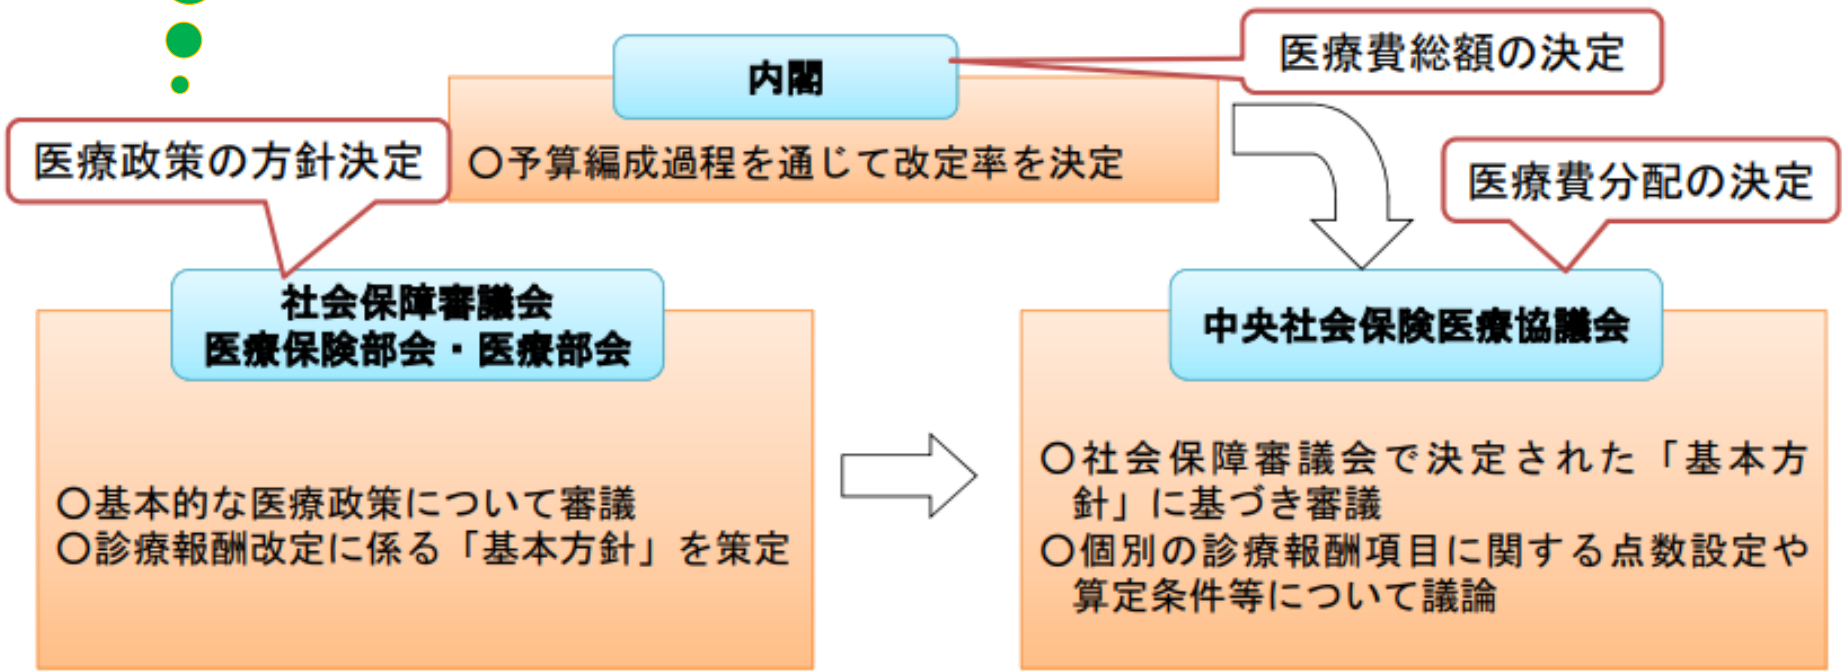 医療費総額の決定
内閣
〇予算編成過程を通じて改定率を決定
医療政策の方針決定
医療費分配の決定
社会保障審議会
医療保険部会・医療部会
〇基本的な医療政策について審議
〇診療報酬改定に係る「基本方針」を策定
中央社会保険医療協議会
〇社会保障審議会で決定された「基本方
針」に基づき審議
〇個別の診療報酬項目に関する点数設定や
算定条件等について議論